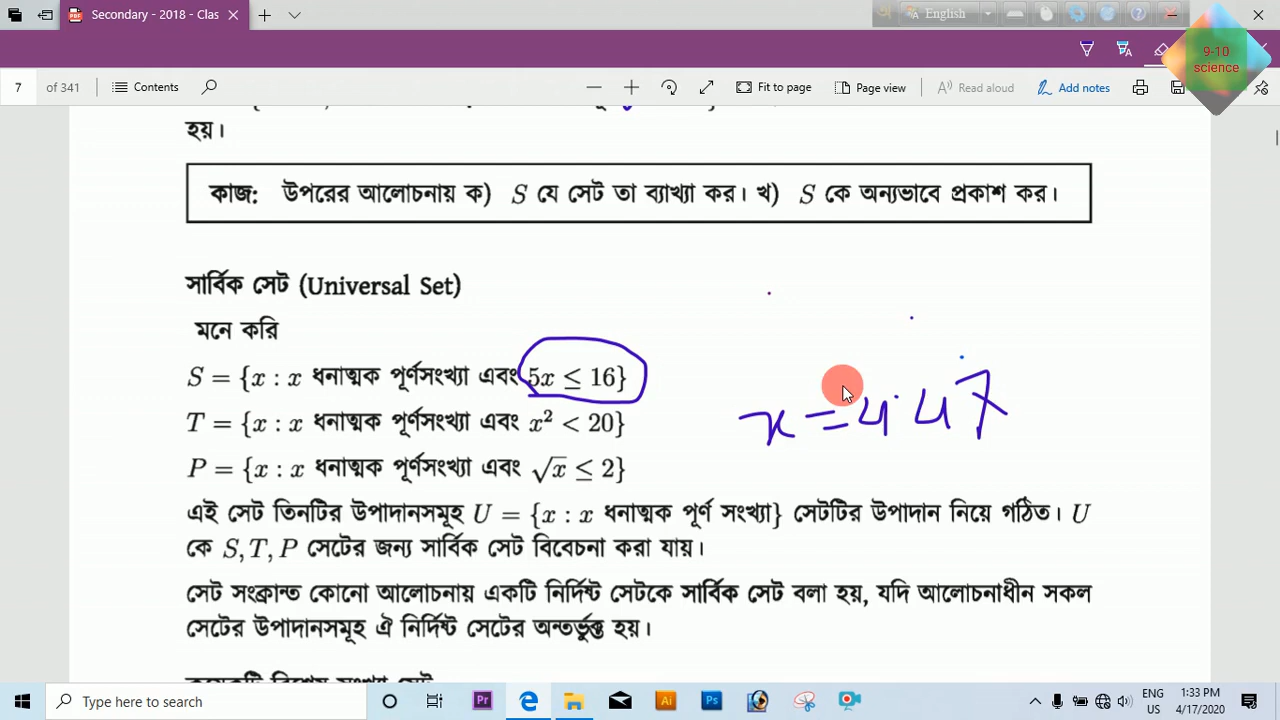 Secondary - 2018 - Clas
English
9-10
science
7 of 341 Contents Fit to page Page view Read aloud Add notes
হয়।
কাজ: উপরের আলোচনায় ক) S যে সেট তা ব্যাখ্যা কর। খ) S কে অন্যভাবে প্রকাশ কর।
সার্বিক সেট (Universal Set)
মনে করি
S = {x : x ধনাত্মক পূর্ণসংখ্যা এবং 5x ≤ 16}
T = {x : x ধনাত্মক পূর্ণসংখ্যা এবং x² < 20}
P = {x : x ধনাত্মক পূর্ণসংখ্যা এবং √x ≤ 2}
x = 4 4 7
এই সেট তিনটির উপাদানসমূহ U = {x : x ধনাত্মক পূর্ণ সংখ্যা} সেটটির উপাদান নিয়ে গঠিত। U
কে S, T, P সেটের জন্য সার্বিক সেট বিবেচনা করা যায়।
সেট সংক্রান্ত কোনো আলোচনায় একটি নির্দিষ্ট সেটকে সার্বিক সেট বলা হয়, যদি আলোচনাধীন সকল
সেটের উপাদানসমূহ ঐ নির্দিষ্ট সেটের অন্তর্ভুক্ত হয়।
Type here to search
ENG
US
1:33 PM
4/17/2020